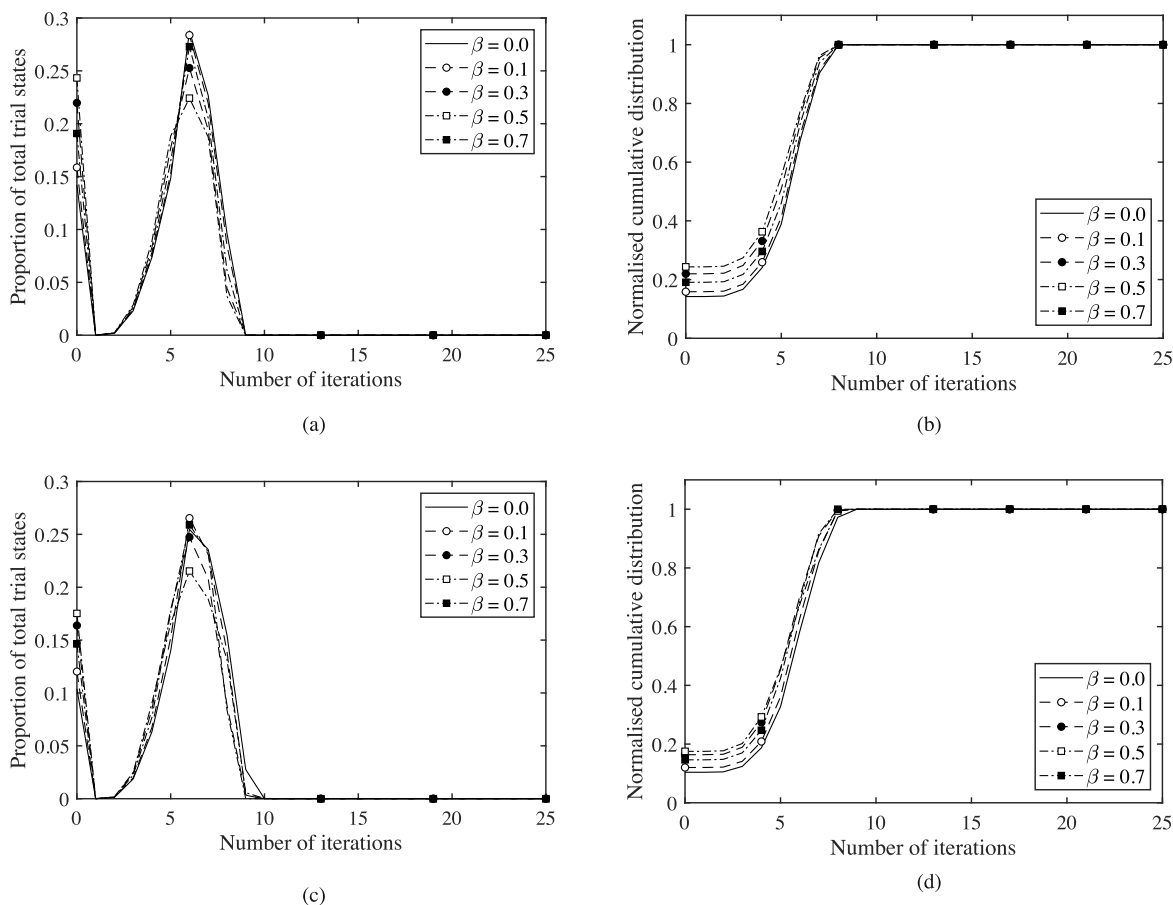 0.3
0.25
0.2
0.15
0.1
0.05
0
Proportion of total trial states
β = 0.0
β = 0.1
β = 0.3
β = 0.5
β = 0.7
0 5 10 15 20 25
Number of iterations
(a)
1
0.8
0.6
0.4
0.2
0
Normalised cumulative distribution
β = 0.0
β = 0.1
β = 0.3
β = 0.5
β = 0.7
0 5 10 15 20 25
Number of iterations
(b)
0.3
0.25
0.2
0.15
0.1
0.05
0
Proportion of total trial states
β = 0.0
β = 0.1
β = 0.3
β = 0.5
β = 0.7
0 5 10 15 20 25
Number of iterations
(c)
1
0.8
0.6
0.4
0.2
0
Normalised cumulative distribution
β = 0.0
β = 0.1
β = 0.3
β = 0.5
β = 0.7
0 5 10 15 20 25
Number of iterations
(d)